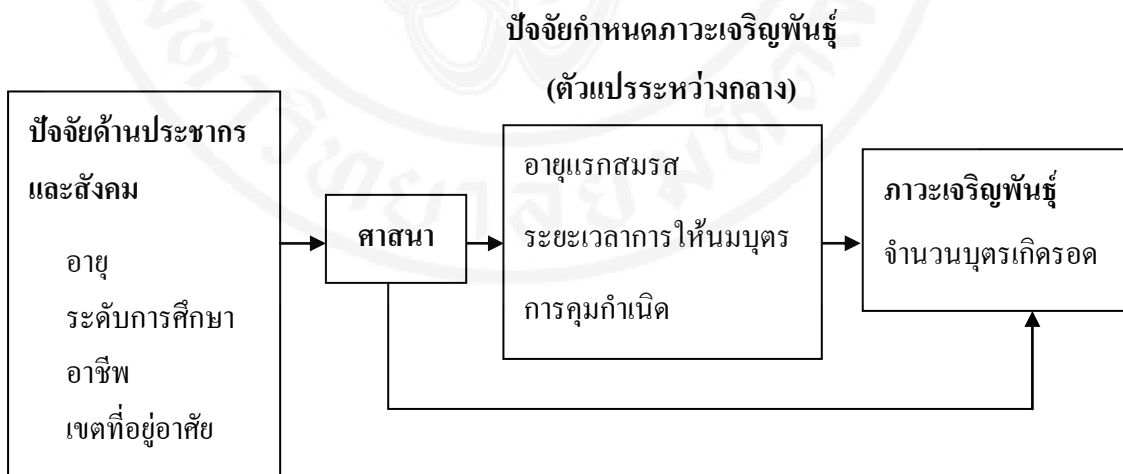 ปัจจัยกำหนดภาวะเจริญพันธุ์
(ตัวแปรระหว่างกลาง)
ปัจจัยด้านประชากร
และสังคม
อายุ
ระดับการศึกษา
อาชีพ
เขตที่อยู่อาศัย
ศาสนา
อายุแรกสมรส
ระยะเวลาการให้นมบุตร
การคุมกำเนิด
ภาวะเจริญพันธุ์
จำนวนบุตรเกิดรอด